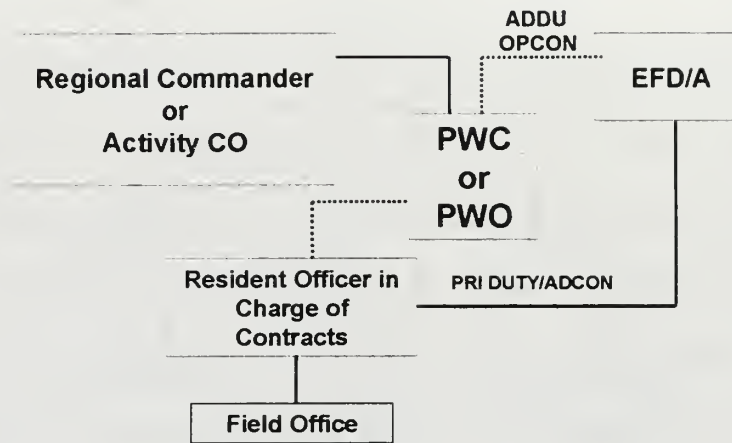 ADDU
OPCON
Regional Commander
or
Activity CO
EFD/A
PWC
or
PWO
Resident Officer in
Charge of
Contracts
PRI DUTY/ADCON
Field Office